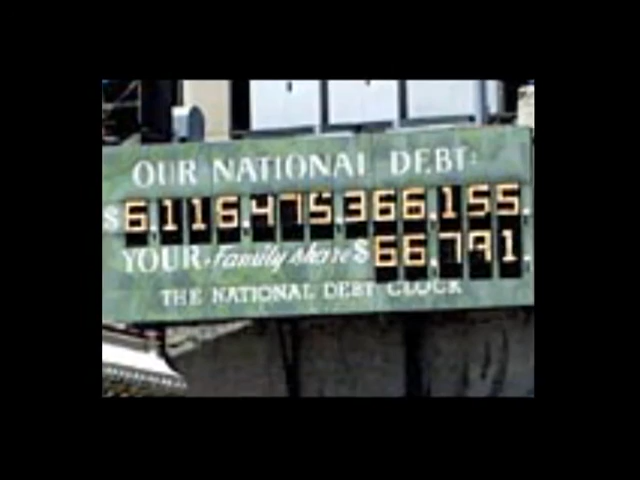 OUR NATIONAL DEBT:
$6.116.475.366.155.
YOUR Family share $66.791.
THE NATIONAL DEBT CLOCK